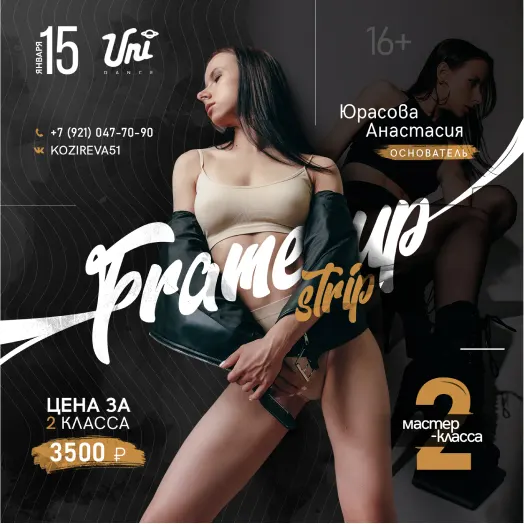 ЯНВАРЯ
15
Uni
DANCE
16+
+7 (921) 047-70-90
KOZIREVA51
Юрасова
Анастасия
ОСНОВАТЕЛЬ
Frame up
strip
ЦЕНА ЗА
2 КЛАССА
3500 ₽
2
мастер
-класса